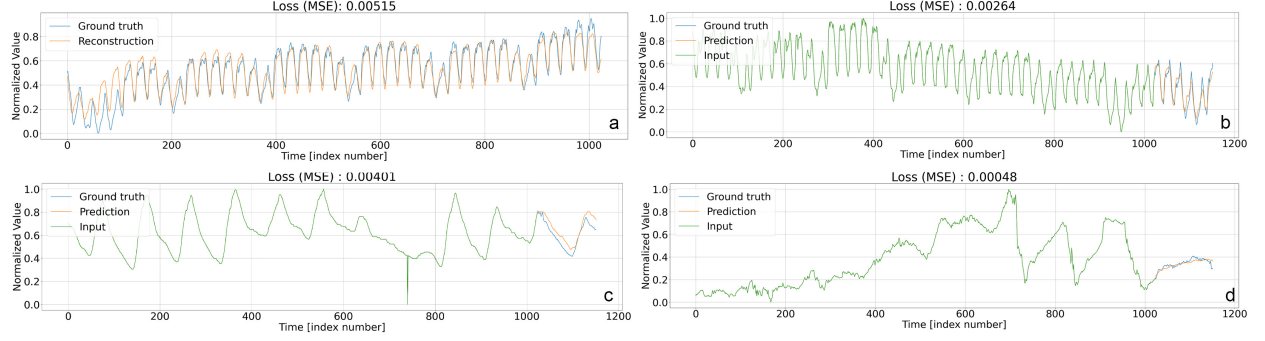 Loss (MSE): 0.00515
Normalized Value
0.8
0.6
0.4
0.2
0.0
Ground truth
Reconstruction
a
0 200 400 600 800 1000
Time [index number]
Loss (MSE) : 0.00264
Normalized Value
1.0
0.8
0.6
0.4
0.2
0.0
Ground truth
Prediction
Input
b
0 200 400 600 800 1000 1200
Time [index number]
Loss (MSE) : 0.00401
Normalized Value
1.0
0.8
0.6
0.4
0.2
0.0
Ground truth
Prediction
Input
c
0 200 400 600 800 1000 1200
Time [index number]
Loss (MSE) : 0.00048
Normalized Value
1.0
0.8
0.6
0.4
0.2
0.0
Ground truth
Prediction
Input
d
0 200 400 600 800 1000 1200
Time [index number]